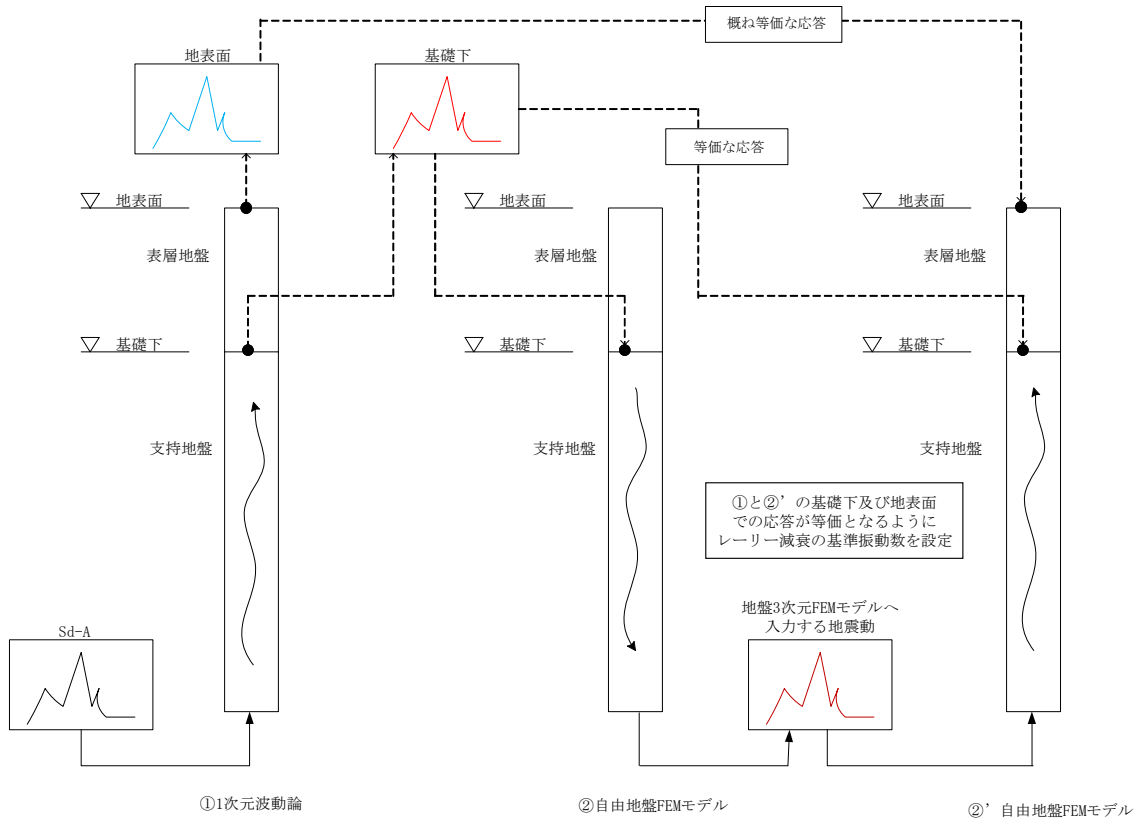 概ね等価な応答
地表面
基礎下
等価な応答
▽ 地表面
▽ 地表面
▽ 地表面
表層地盤
表層地盤
表層地盤
▽ 基礎下
▽ 基礎下
▽ 基礎下
支持地盤
支持地盤
支持地盤
①と②’の基礎下及び地表面
での応答が等価となるように
レーリー減衰の基準振動数を設定
地盤3次元FEMモデルへ
入力する地震動
Sd-A
①1次元波動論
②自由地盤FEMモデル
②’自由地盤FEMモデル